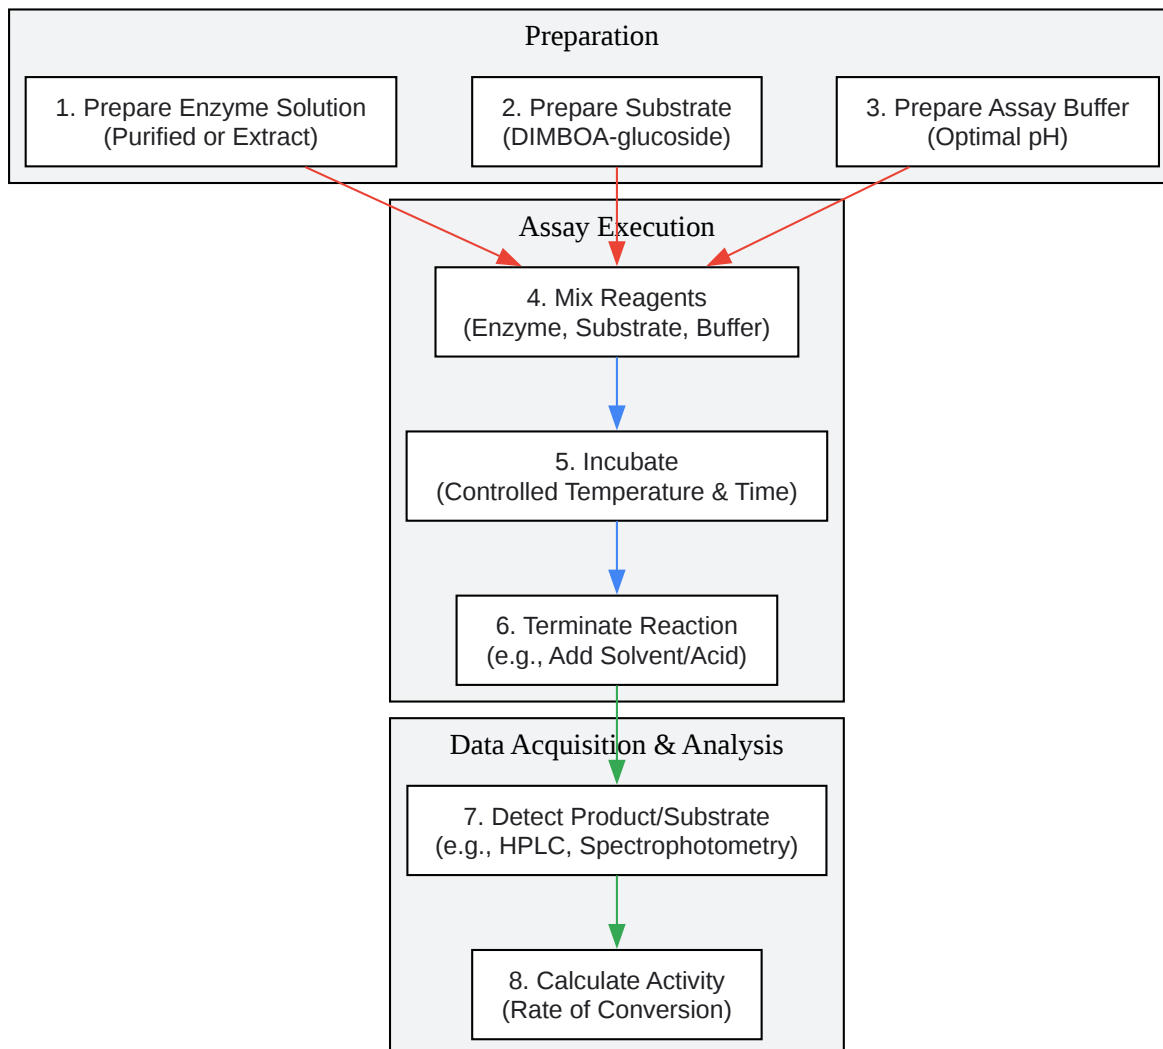 Preparation
1. Prepare Enzyme Solution
(Purified or Extract)
2. Prepare Substrate
(DIMBOA-glucoside)
3. Prepare Assay Buffer
(Optimal pH)
Assay Execution
4. Mix Reagents
(Enzyme, Substrate, Buffer)
5. Incubate
(Controlled Temperature & Time)
6. Terminate Reaction
(e.g., Add Solvent/Acid)
Data Acquisition & Analysis
7. Detect Product/Substrate
(e.g., HPLC, Spectrophotometry)
8. Calculate Activity
(Rate of Conversion)